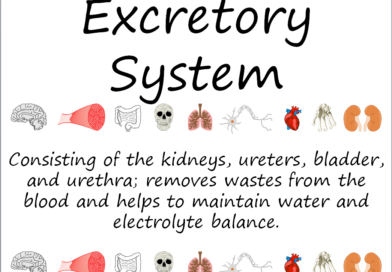 Excretory
System
Consisting of the kidneys, ureters, bladder,
and urethra; removes wastes from the
blood and helps to maintain water and
electrolyte balance.